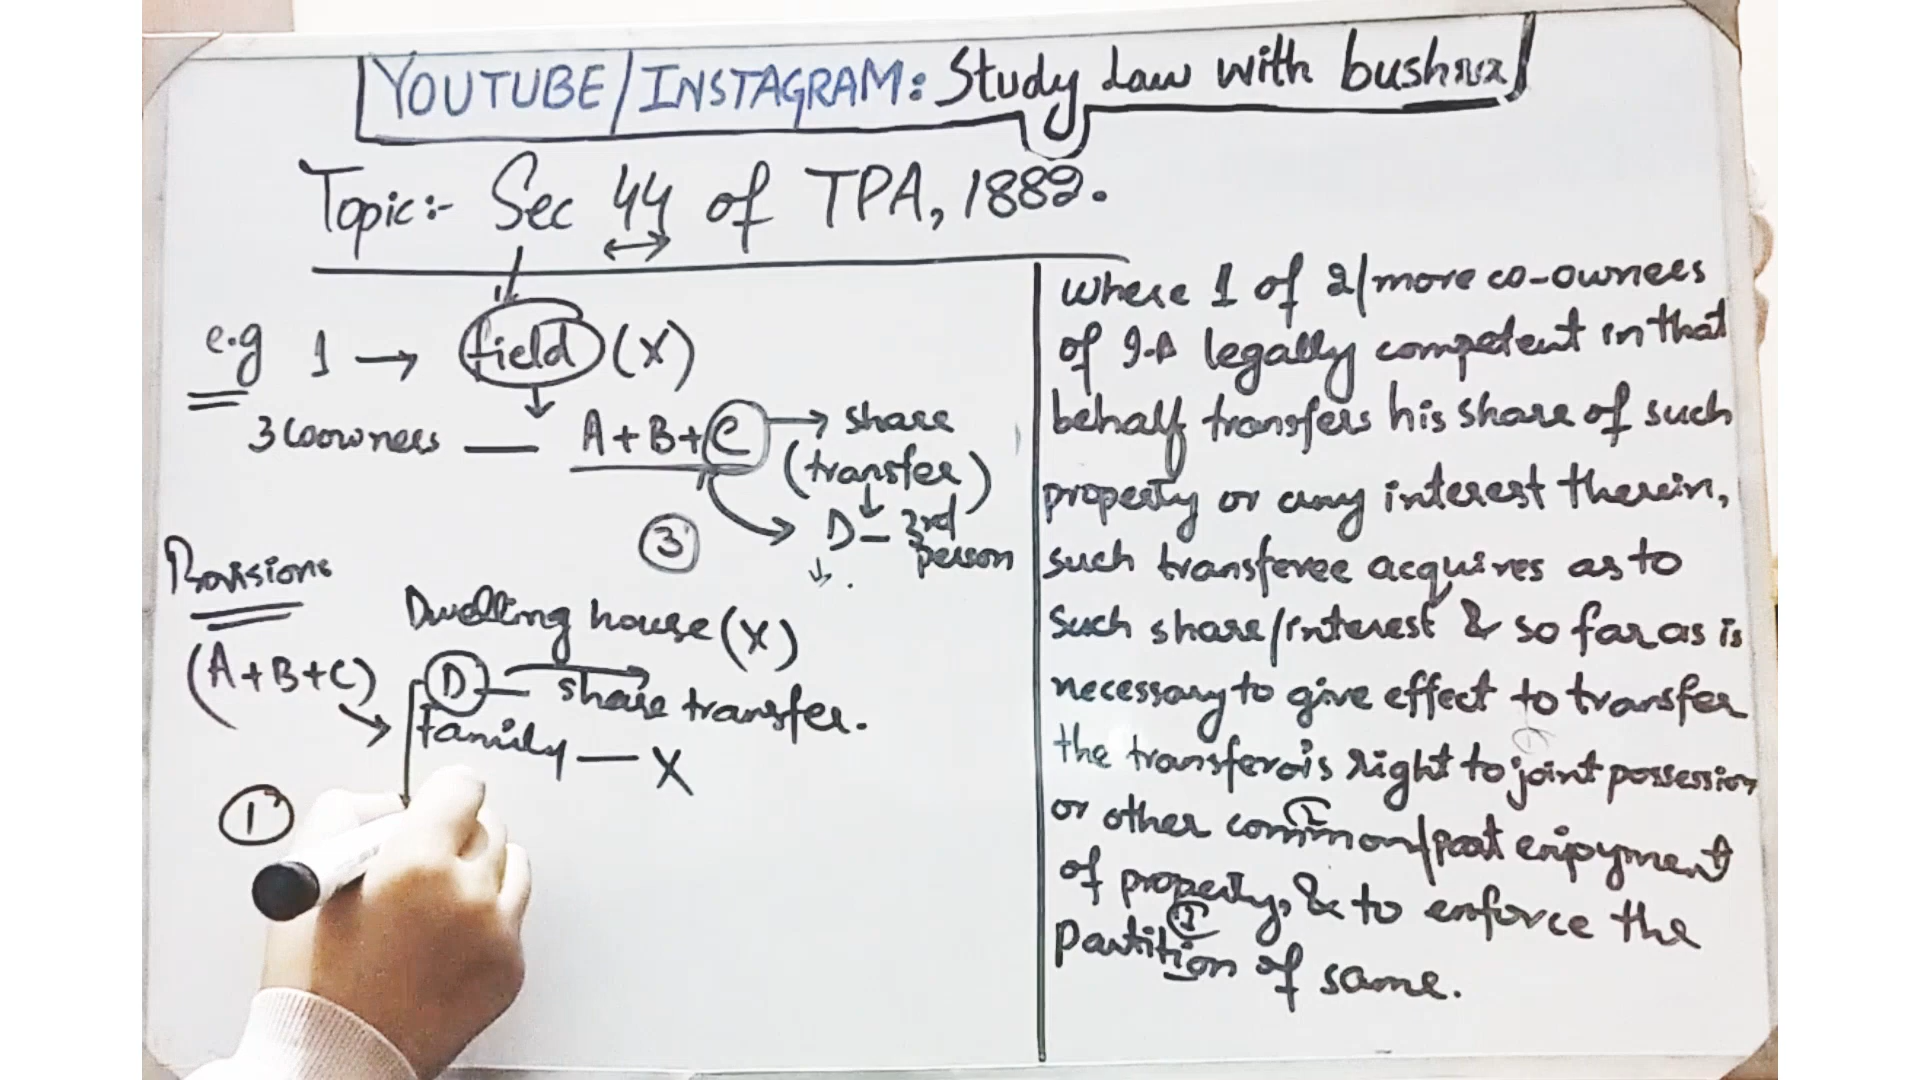 YOUTUBE/INSTAGRAM: Study Law with bushra
Topic:- Sec 44 of TPA, 1882.
e.g 1 → field (X)
3 Coowners — A+B+C → share
(transfer)
③ D — 3rd
person
Provisions
Dwelling house (X)
(A+B+C) D — share transfer.
family — X
①
where 1 of 2/more co-owners
of I.P legally competent in that
behalf transfers his share of such
property or any interest therein,
such transferee acquires as to
such share/interest & so far as is
necessary to give effect to transfer
the transferor's right to joint possession
or other common/part enjoyment
of property, & to enforce the
partition of same.